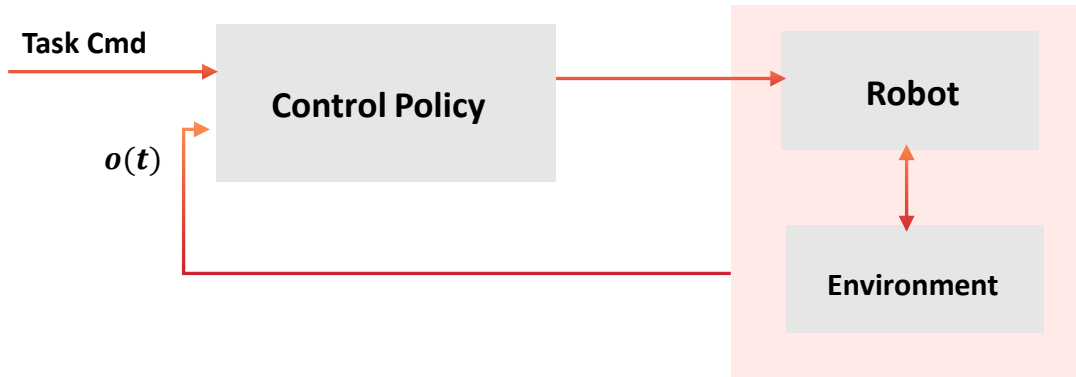 Task Cmd
Control Policy
Robot
o(t)
Environment